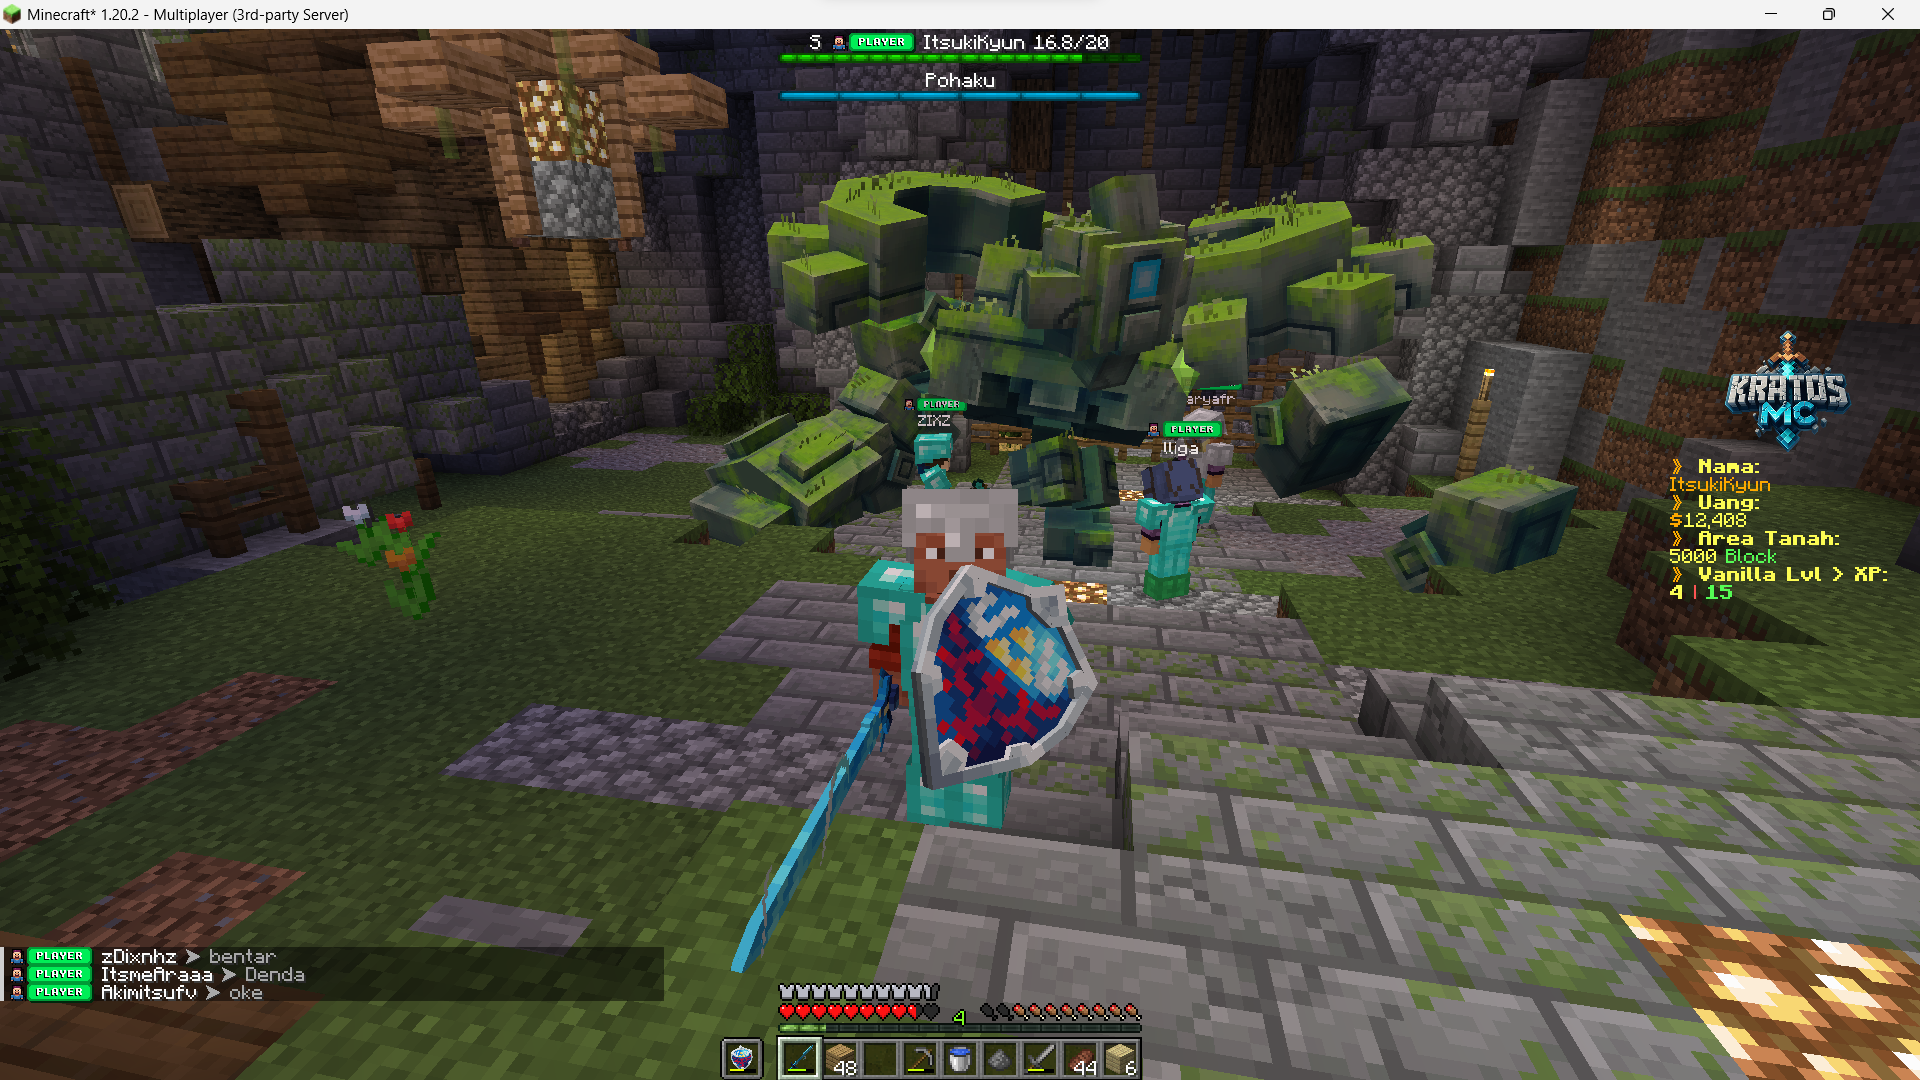 Minecraft* 1.20.2 - Multiplayer (3rd-party Server)
5 PLAYER ItsukiKyun 16.8/20
Pohaku
aryafr
PLAYER
ZIXZ
PLAYER
lliga
KRATOS
MC
》 Nama:
ItsukiKyun
》 Uang:
$12,408
》 Area Tanah:
5000 Block
》 Vanilla Lvl > XP:
4 | 15
PLAYER zDixnhz ➤ bentar
PLAYER ItsmeAraaa ➤ Denda
PLAYER Akimitsufv ➤ oke
4
48 44 6